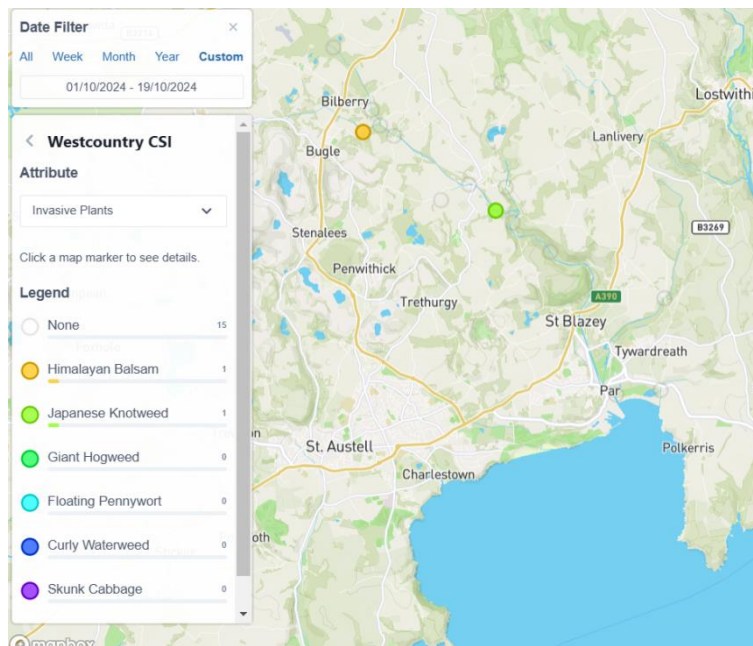 Date Filter ×
All Week Month Year Custom
01/10/2024 - 19/10/2024
Westcountry CSI
Attribute
Invasive Plants
Click a map marker to see details.
Legend
None 15
Himalayan Balsam 1
Japanese Knotweed 1
Giant Hogweed 0
Floating Pennywort 0
Curly Waterweed 0
Skunk Cabbage 0
mapbox
Bilberry
Lostwithi
Lanlivery
Bugle
B3269
Stenalees
Penwithick
Trethurgy
A390
St Blazey
Tywardreath
Par
St. Austell
Polkerris
Charlestown
on
oth